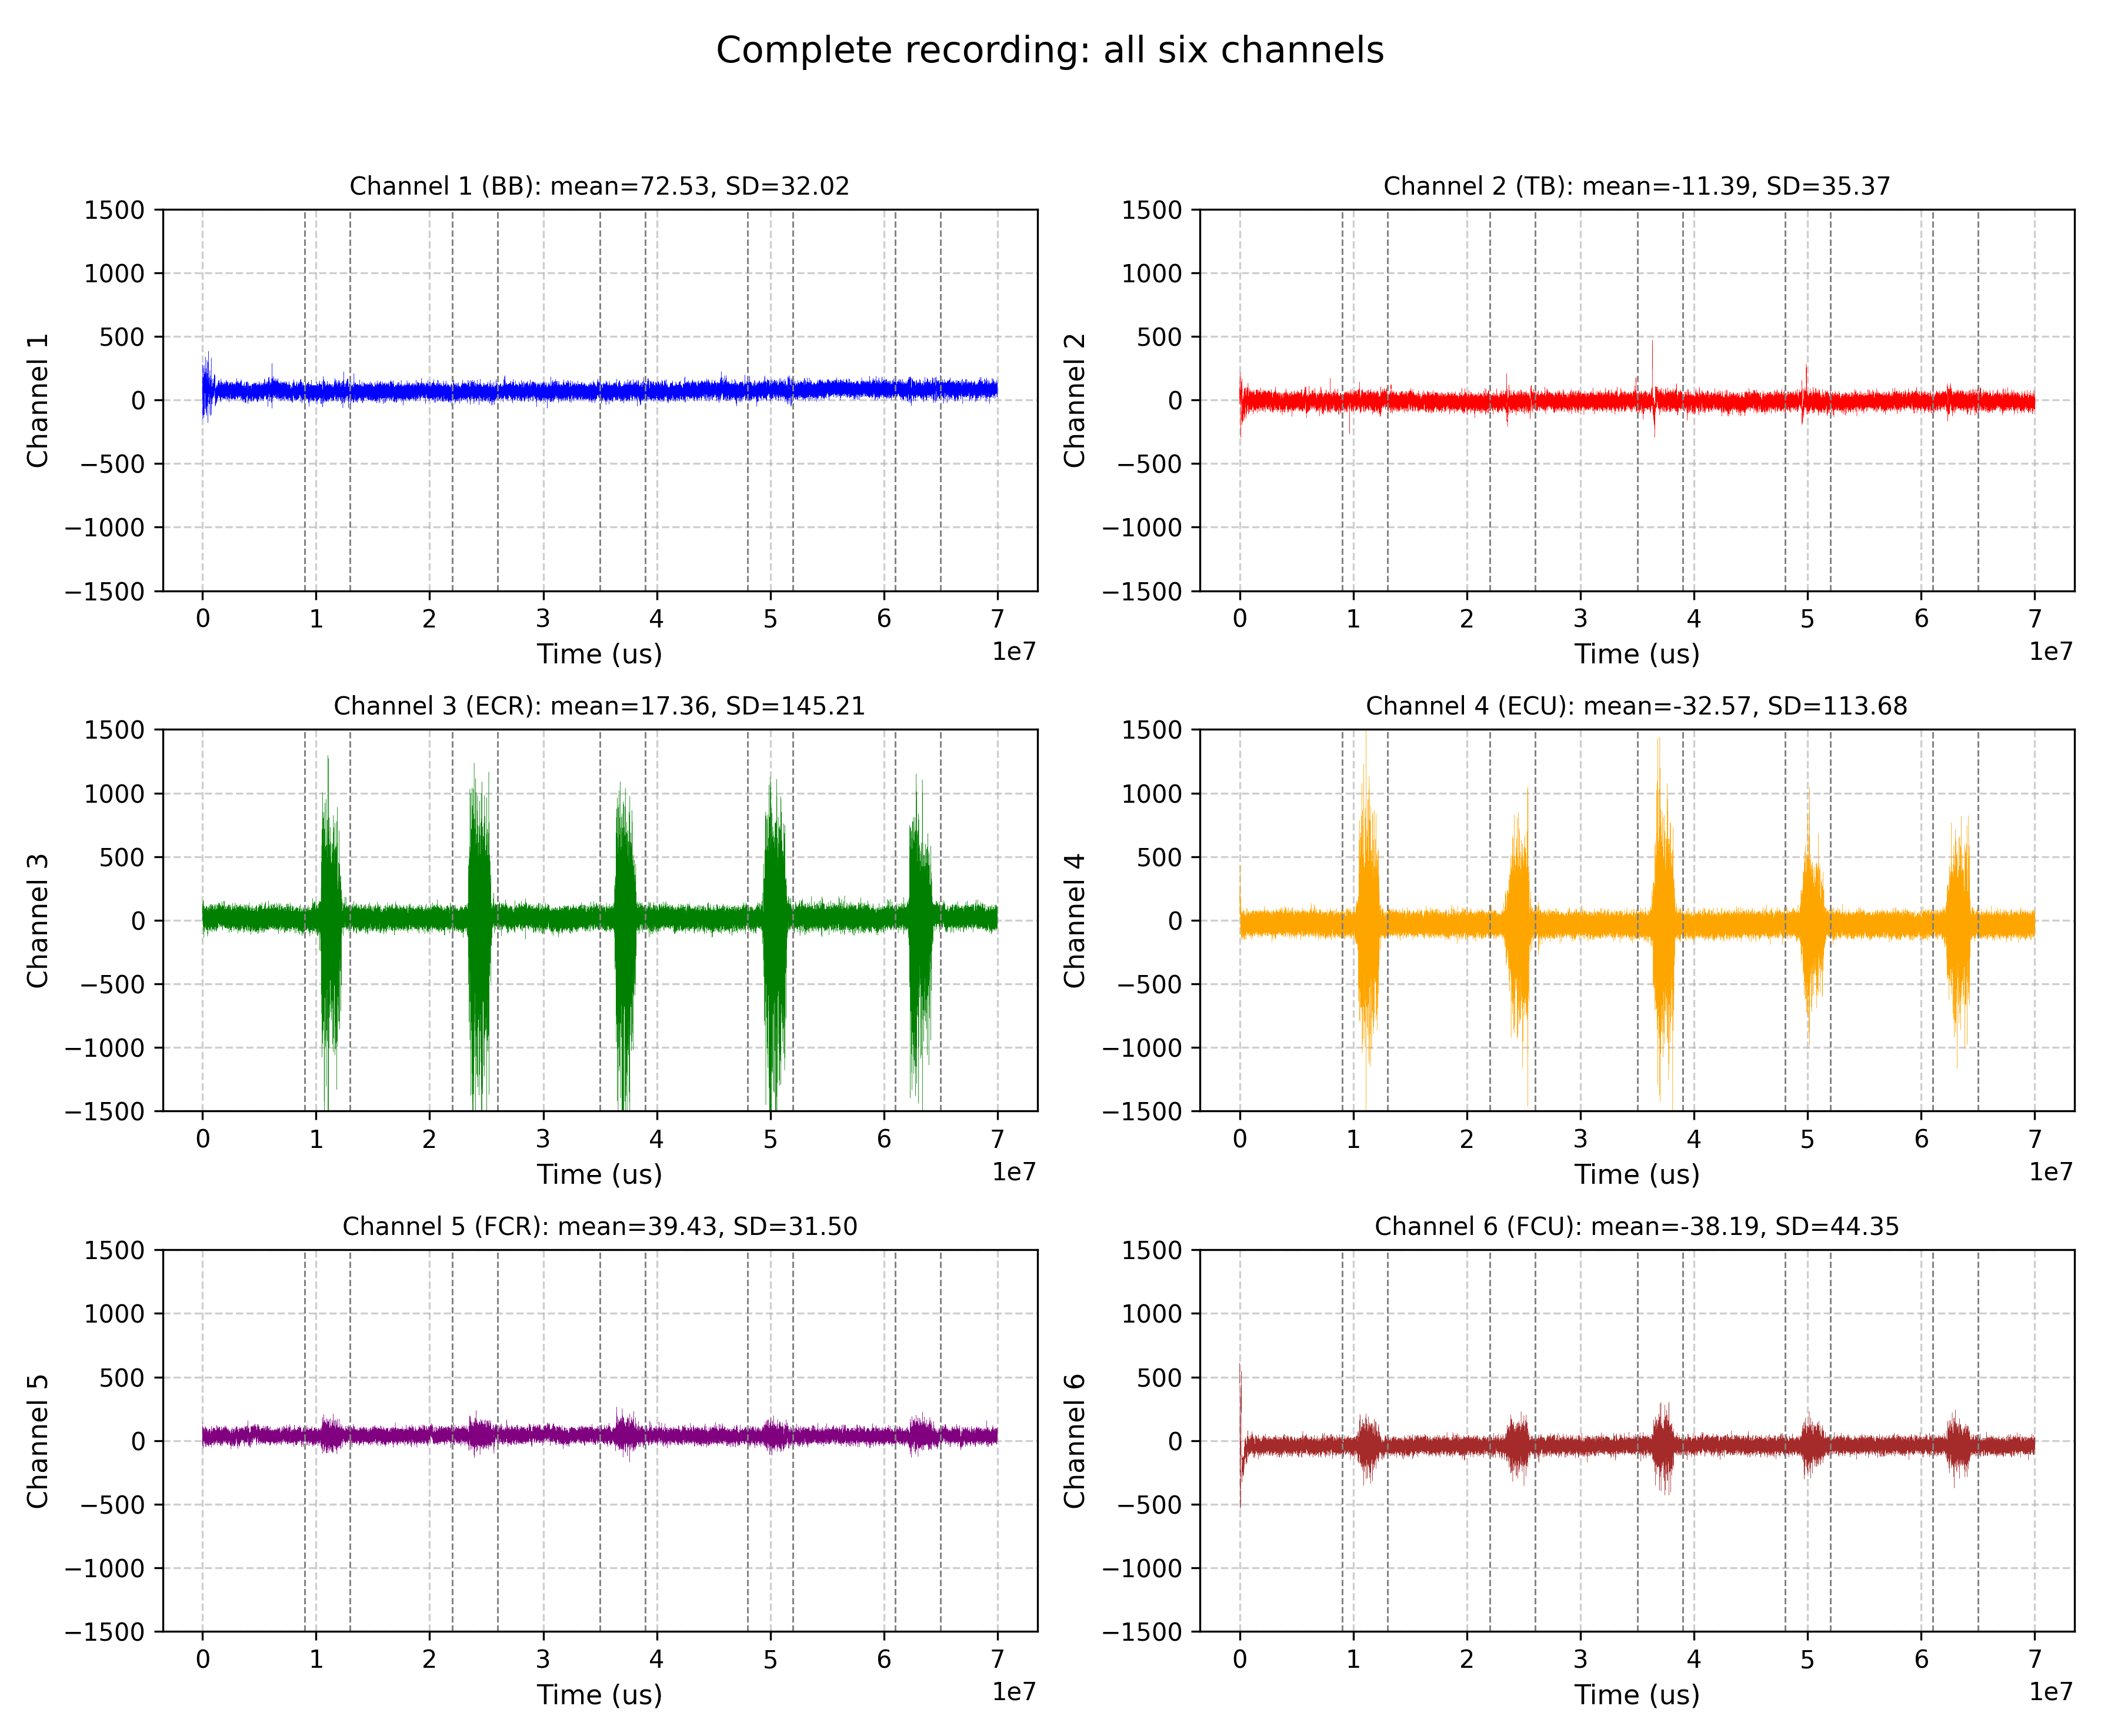 Complete recording: all six channels
Channel 1 (BB): mean=72.53, SD=32.02
Channel 1
1500
1000
500
0
−500
−1000
−1500
0 1 2 3 4 5 6 7
1e7
Time (us)
Channel 2 (TB): mean=-11.39, SD=35.37
Channel 2
1500
1000
500
0
−500
−1000
−1500
0 1 2 3 4 5 6 7
1e7
Time (us)
Channel 3 (ECR): mean=17.36, SD=145.21
Channel 3
1500
1000
500
0
−500
−1000
−1500
0 1 2 3 4 5 6 7
1e7
Time (us)
Channel 4 (ECU): mean=-32.57, SD=113.68
Channel 4
1500
1000
500
0
−500
−1000
−1500
0 1 2 3 4 5 6 7
1e7
Time (us)
Channel 5 (FCR): mean=39.43, SD=31.50
Channel 5
1500
1000
500
0
−500
−1000
−1500
0 1 2 3 4 5 6 7
1e7
Time (us)
Channel 6 (FCU): mean=-38.19, SD=44.35
Channel 6
1500
1000
500
0
−500
−1000
−1500
0 1 2 3 4 5 6 7
1e7
Time (us)